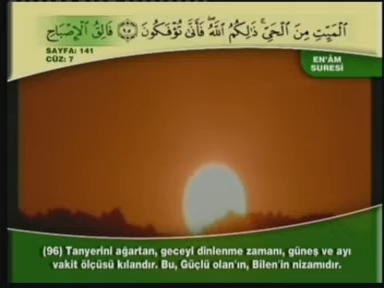 الْمَيِّتِ مِنَ الْحَيِّ ۚ ذَٰلِكُمُ اللَّهُ ۖ فَأَنَّىٰ تُؤْفَكُونَ ﴿٩٥﴾ فَالِقُ الْإِصْبَاحِ
SAYFA: 141
CÜZ: 7
EN'ÂM
SURESİ
(96) Tanyerini ağartan, geceyi dinlenme zamanı, güneş ve ayı
vakit ölçüsü kılandır. Bu, Güçlü olan'ın, Bilen'in nizamıdır.